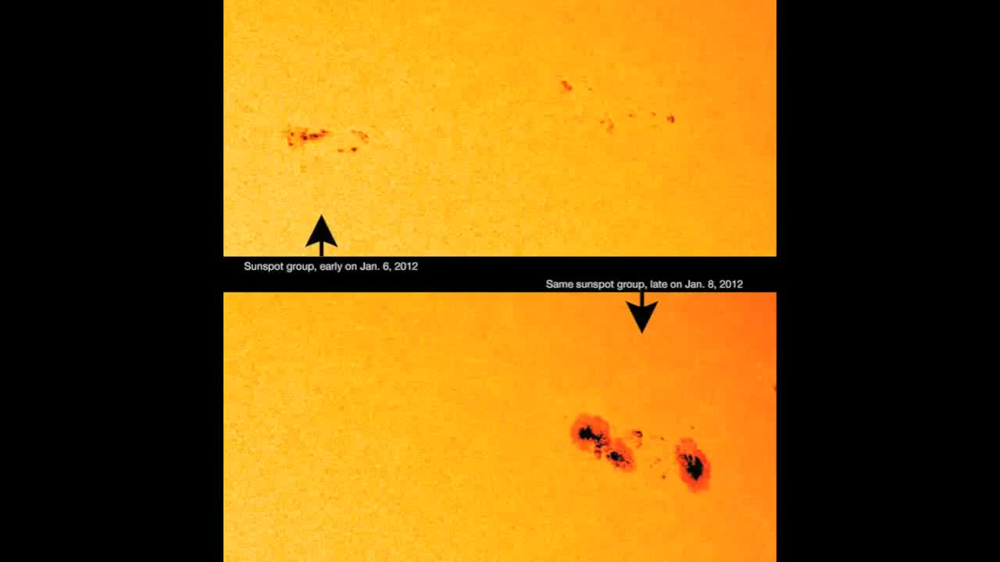 Sunspot group, early on Jan. 6, 2012
Same sunspot group, late on Jan. 8, 2012